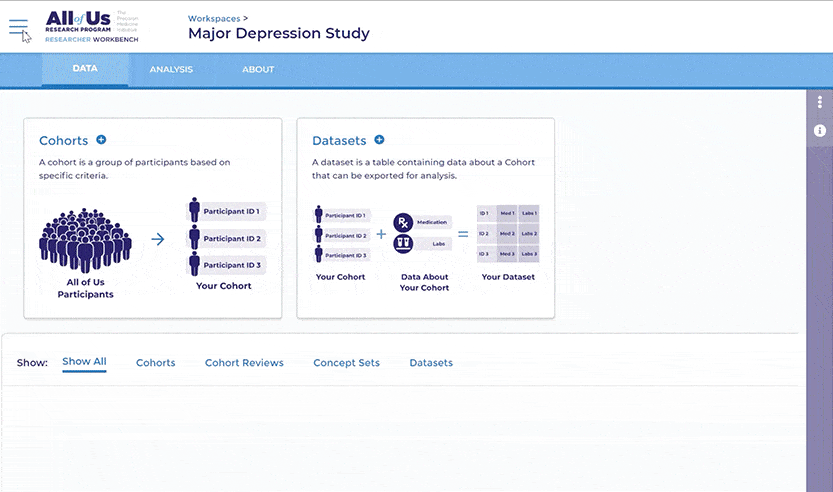 All of Us
The
Precision
Medicine
Initiative
RESEARCH PROGRAM
RESEARCHER WORKBENCH
Workspaces >
Major Depression Study
DATA
ANALYSIS
ABOUT
Cohorts
A cohort is a group of participants based on
specific criteria.
Participant ID 1
Participant ID 2
Participant ID 3
All of Us
Participants
Your Cohort
Datasets
A dataset is a table containing data about a Cohort
that can be exported for analysis.
Participant ID 1
Participant ID 2
Participant ID 3
Your Cohort
+
Rx
Medication
Labs
Data About
Your Cohort
=
ID 1 Med 1 Labs 1
ID 2 Med 2 Labs 2
ID 3 Med 3 Labs 3
Your Dataset
Show: Show All Cohorts Cohort Reviews Concept Sets Datasets